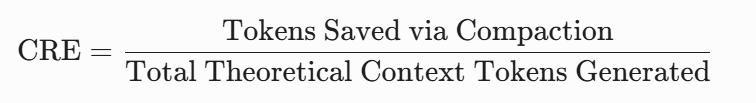 CRE = Tokens Saved via Compaction
Total Theoretical Context Tokens Generated